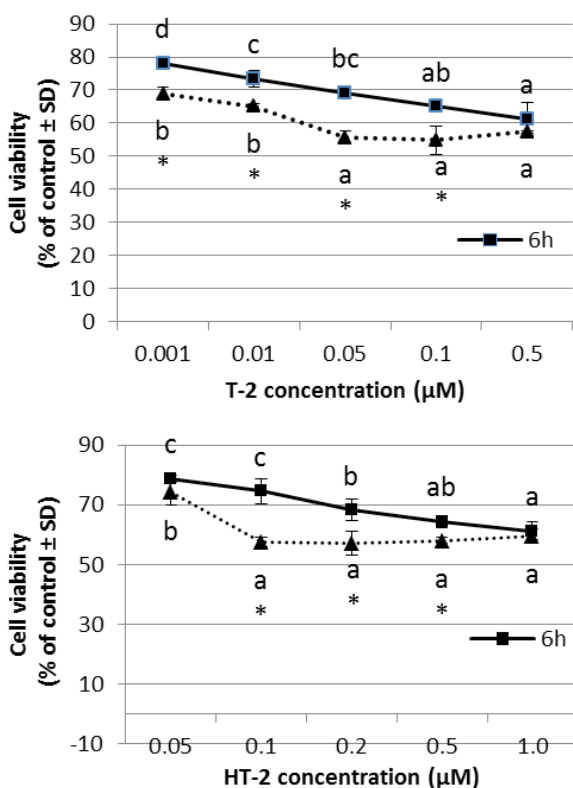 90
d
80
c
bc
70
ab
a
60
b
b
50
*
*
a
a
a
40
*
*
30
6h
20
10
0
Cell viability
(% of control ± SD)
0.001 0.01 0.05 0.1 0.5
T-2 concentration (µM)
90
c
c
b
ab
a
70
b
50
a
a
a
a
*
*
*
30
6h
10
-10
Cell viability
(% of control ± SD)
0.05 0.1 0.2 0.5 1.0
HT-2 concentration (µM)